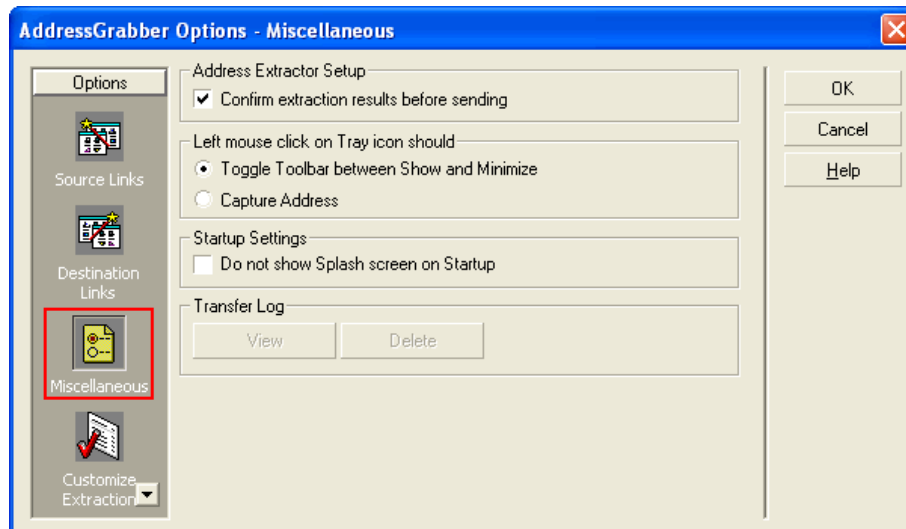 AddressGrabber Options - Miscellaneous
Options
Source Links
Destination
Links
Miscellaneous
Customize
Extraction
Address Extractor Setup
Confirm extraction results before sending
Left mouse click on Tray icon should
Toggle Toolbar between Show and Minimize
Capture Address
Startup Settings
Do not show Splash screen on Startup
Transfer Log
View
Delete
OK
Cancel
Help